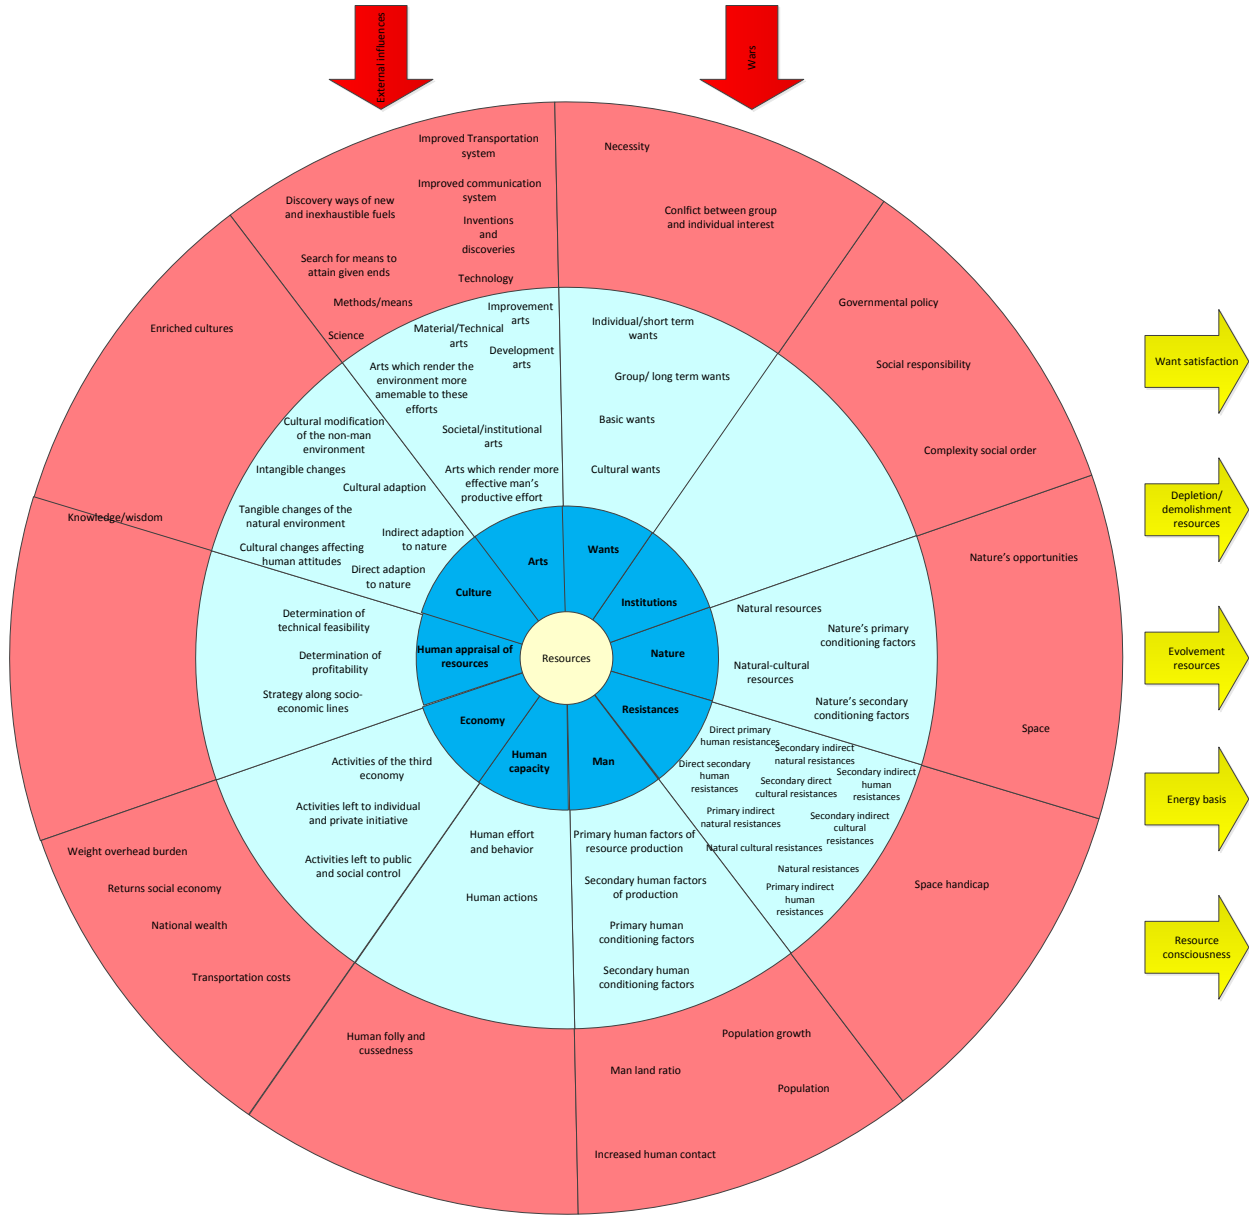 External influences
Wars
Improved Transportation
system
Improved communication
system
Discovery ways of new
and inexhaustible fuels
Inventions
and
discoveries
Search for means to
attain given ends
Technology
Methods/means
Science
Necessity
Conlfict between group
and individual interest
Governmental policy
Social responsibility
Complexity social order
Nature's opportunities
Space
Space handicap
Population growth
Man land ratio
Population
Increased human contact
Human folly and
cussedness
Weight overhead burden
Returns social economy
National wealth
Transportation costs
Knowledge/wisdom
Enriched cultures
Improvement
arts
Material/Technical
arts
Development
arts
Arts which render the
environment more
amemable to these
efforts
Societal/institutional
arts
Arts which render more
effective man's
productive effort
Individual/short term
wants
Group/ long term wants
Basic wants
Cultural wants
Natural resources
Nature's primary
conditioning factors
Natural-cultural
resources
Nature's secondary
conditioning factors
Direct primary
human resistances
Secondary indirect
natural resistances
Direct secondary
human
resistances
Secondary direct
cultural resistances
Secondary indirect
human
resistances
Primary indirect
natural resistances
Secondary indirect
cultural
resistances
Natural cultural resistances
Natural resistances
Primary indirect
human
resistances
Primary human factors of
resource production
Secondary human factors
of production
Primary human
conditioning factors
Secondary human
conditioning factors
Human effort
and behavior
Human actions
Activities of the third
economy
Activities left to individual
and private initiative
Activities left to public
and social control
Determination of
technical feasibility
Determination of
profitability
Strategy along socio-
economic lines
Cultural modification
of the non-man
environment
Intangible changes
Cultural adaption
Tangible changes of the
natural environment
Indirect adaption
to nature
Cultural changes affecting
human attitudes
Direct adaption
to nature
Arts
Wants
Culture
Institutions
Human appraisal of
resources
Resources
Nature
Economy
Resistances
Human
capacity
Man
Want satisfaction
Depletion/
demolishment
resources
Evolvement
resources
Energy basis
Resource
consciousness